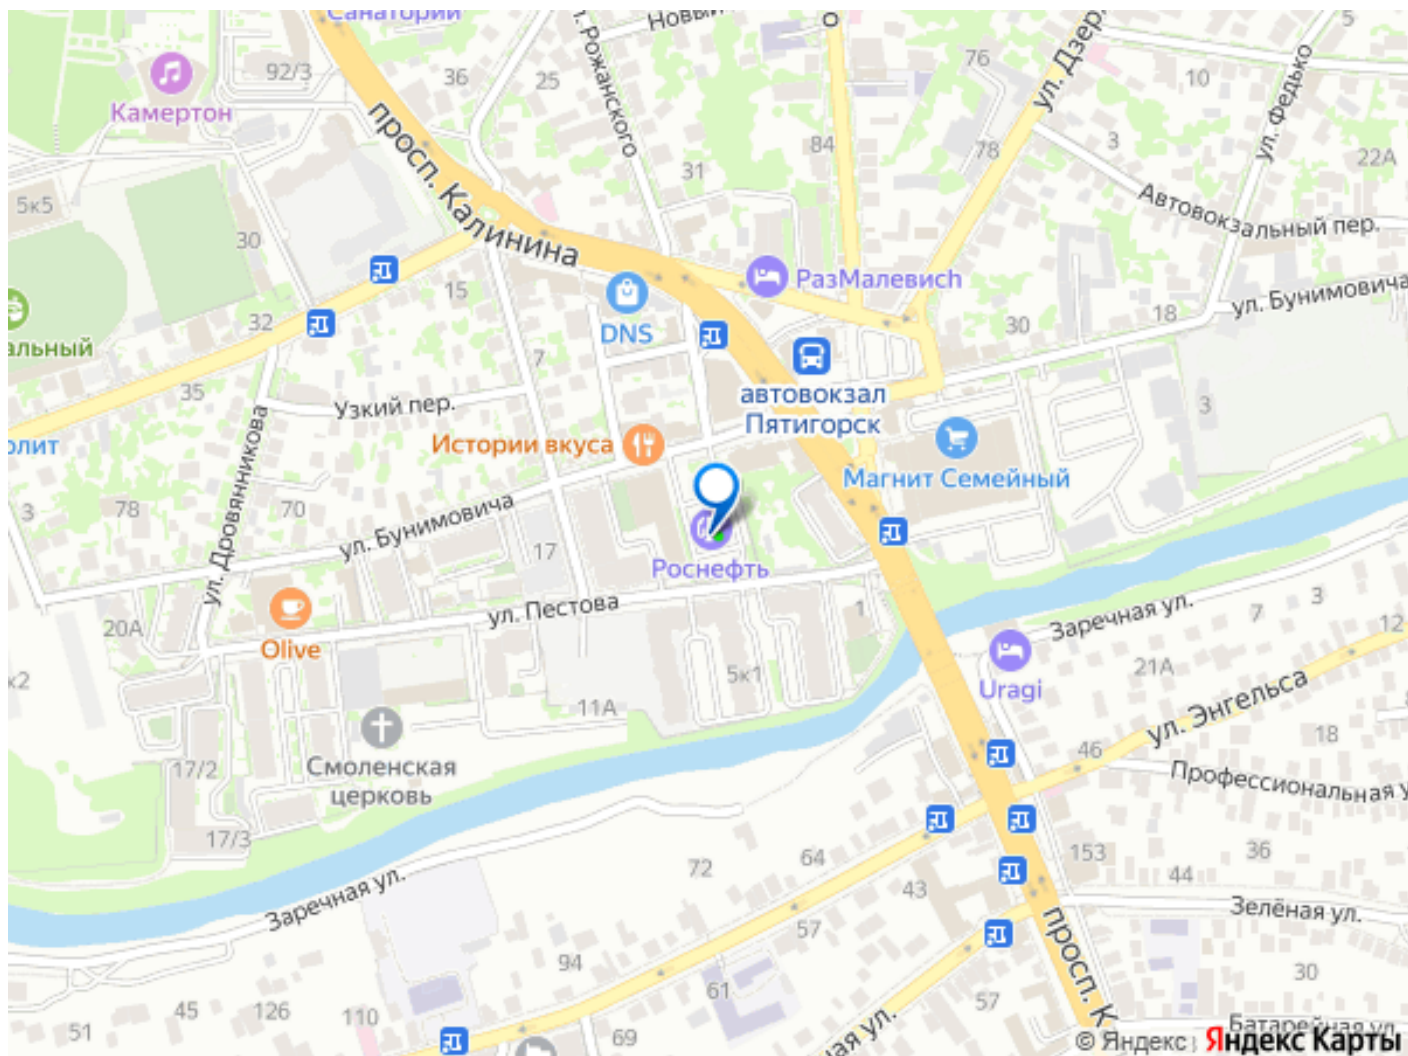 Санаторий
Новый
92/3
36
25
л. Рожанского
76
ул. Дзер
10
5
ул. Федько
Камертон
просп. Калинина
84
78
3
22А
31
5к5
Автовокзальный пер.
30
РазМалевисh
15
DNS
ул. Бунимовича
18
30
32
альный
7
автовокзал
Пятигорск
35
Узкий пер.
3
олит
Истории вкуса
Магнит Семейный
ул. Дровянникова
3
78
70
ул. Бунимовича
17
Роснефть
ул. Пестова
1
Заречная ул.
7
3
12
20А
Olive
Uragi
21А
5к1
к2
11А
ул. Энгельса
18
46
Смоленская
церковь
17/2
Профессиональная у
17/3
72
64
153
36
44
43
Заречная ул.
Зелёная ул.
57
просп. К
94
30
61
45
126
51
110
57
69
ая ул.
Батарейная ул.
© Яндекс
Яндекс Карты